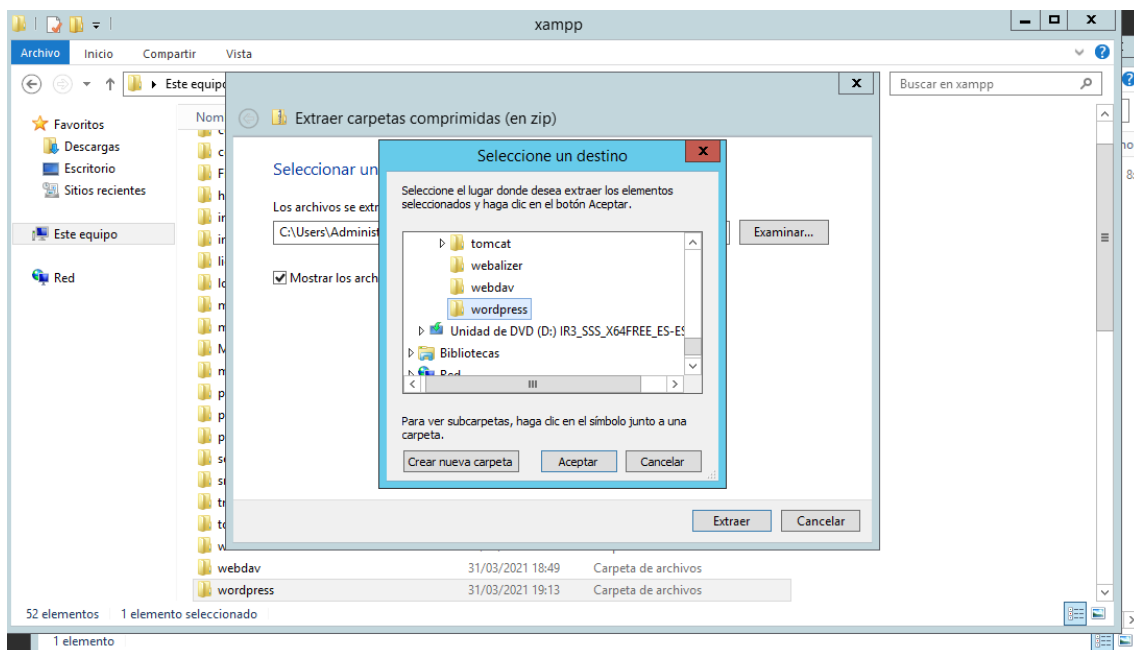 xampp
Archivo Inicio Compartir Vista
Este equipo
Buscar en xampp
Favoritos
Descargas
Escritorio
Sitios recientes
Este equipo
Red
Extraer carpetas comprimidas (en zip)
Seleccionar un
Los archivos se extr
C:\Users\Administ
Examinar...
Mostrar los arch
Seleccione un destino
Seleccione el lugar donde desea extraer los elementos
seleccionados y haga clic en el botón Aceptar.
tomcat
webalizer
webdav
wordpress
Unidad de DVD (D:) IR3_SSS_X64FREE_ES-ES
Bibliotecas
Red
Para ver subcarpetas, haga clic en el símbolo junto a una
carpeta.
Crear nueva carpeta Aceptar Cancelar
Extraer Cancelar
webdav 31/03/2021 18:49 Carpeta de archivos
wordpress 31/03/2021 19:13 Carpeta de archivos
52 elementos 1 elemento seleccionado
1 elemento